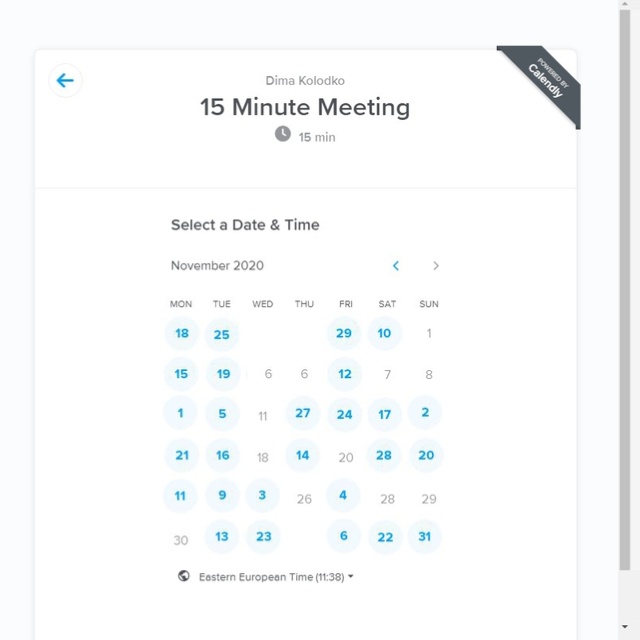 Dima Kolodko
15 Minute Meeting
15 min
POWERED BY
Calendly
Select a Date & Time
November 2020
MON TUE WED THU FRI SAT SUN
18 25 29 10 1
15 19 6 6 12 7 8
1 5 11 27 24 17 2
21 16 18 14 20 28 20
11 9 3 26 4 28 29
30 13 23 6 22 31
Eastern European Time (11:38)